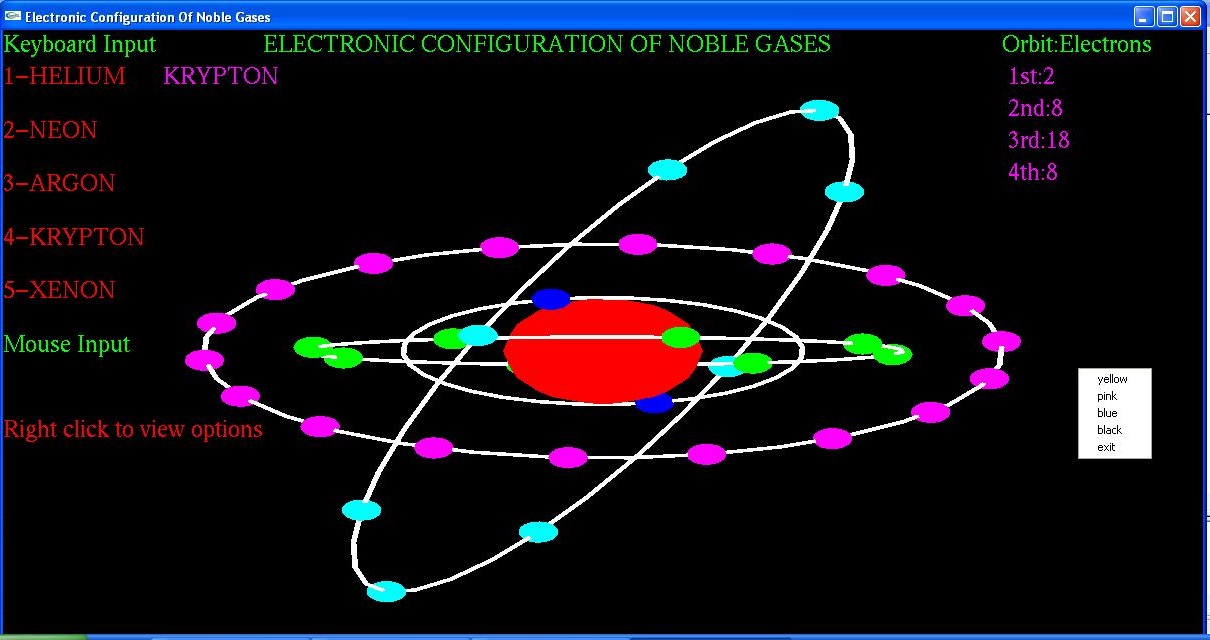 Electronic Configuration Of Noble Gases
Keyboard Input
ELECTRONIC CONFIGURATION OF NOBLE GASES
Orbit:Electrons
1-HELIUM
KRYPTON
1st:2
2nd:8
2-NEON
3rd:18
4th:8
3-ARGON
4-KRYPTON
5-XENON
Mouse Input
yellow
pink
blue
black
exit
Right click to view options